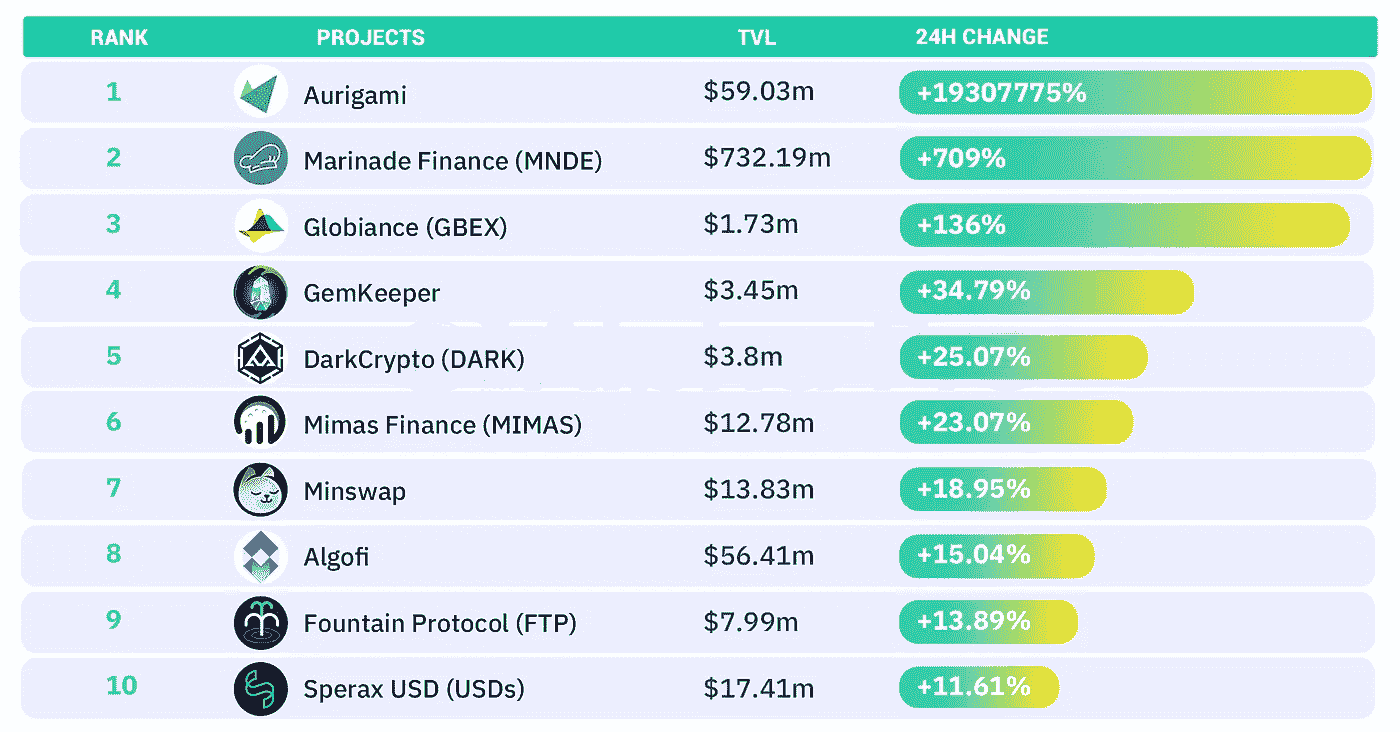 RANK PROJECTS TVL 24H CHANGE
1 Aurigami $59.03m +19307775%
2 Marinade Finance (MNDE) $732.19m +709%
3 Globiance (GBEX) $1.73m +136%
4 GemKeeper $3.45m +34.79%
5 DarkCrypto (DARK) $3.8m +25.07%
6 Mimas Finance (MIMAS) $12.78m +23.07%
7 Minswap $13.83m +18.95%
8 Algofi $56.41m +15.04%
9 Fountain Protocol (FTP) $7.99m +13.89%
10 Sperax USD (USDs) $17.41m +11.61%